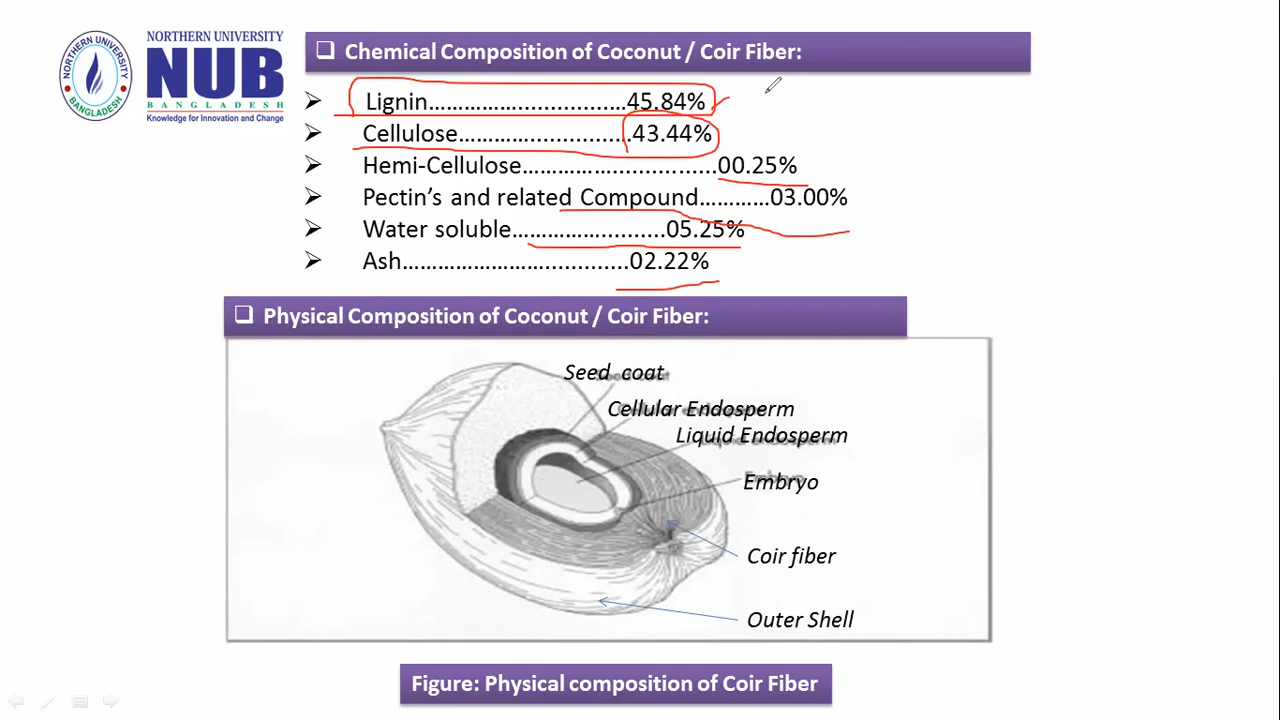 NORTHERN UNIVERSITY
BANGLADESH
NORTHERN UNIVERSITY
NUB
BANGLADESH
Knowledge for Innovation and Change
❑ Chemical Composition of Coconut / Coir Fiber:
➢ Lignin.................................45.84%
➢ Cellulose..............................43.44%
➢ Hemi-Cellulose..............................00.25%
➢ Pectin's and related Compound............03.00%
➢ Water soluble........................05.25%
➢ Ash....................................02.22%
❑ Physical Composition of Coconut / Coir Fiber:
Seed coat
Cellular Endosperm
Liquid Endosperm
Embryo
Coir fiber
Outer Shell
Figure: Physical composition of Coir Fiber